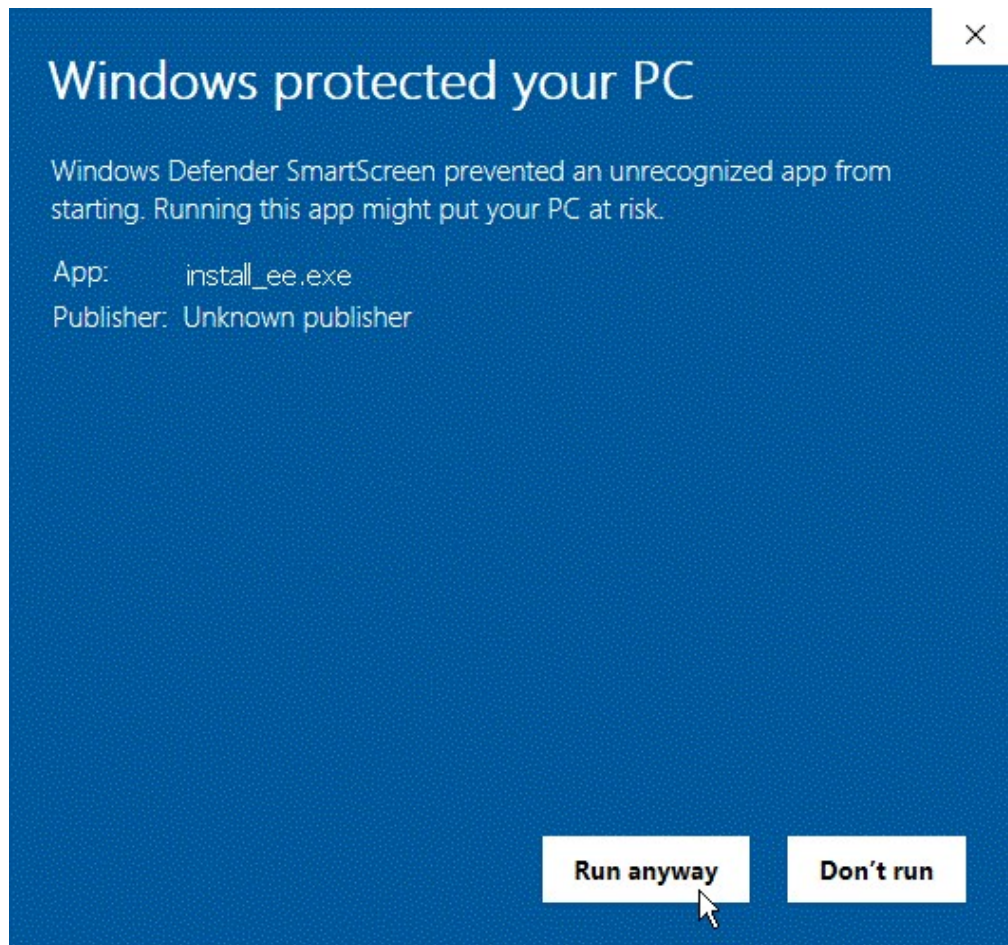 Windows protected your PC
Windows Defender SmartScreen prevented an unrecognized app from
starting. Running this app might put your PC at risk.
App: install_ee.exe
Publisher: Unknown publisher
Run anyway Don’t run